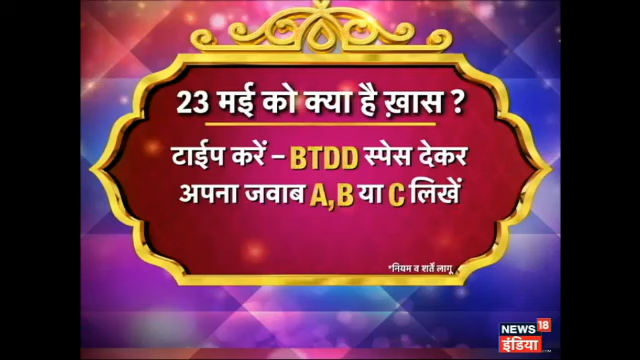 23 मई को क्या है ख़ास ?
टाईप करें – BTDD स्पेस देकर
अपना जवाब A,B या C लिखें
*नियम व शर्तें लागू
NEWS 18
इंडिया